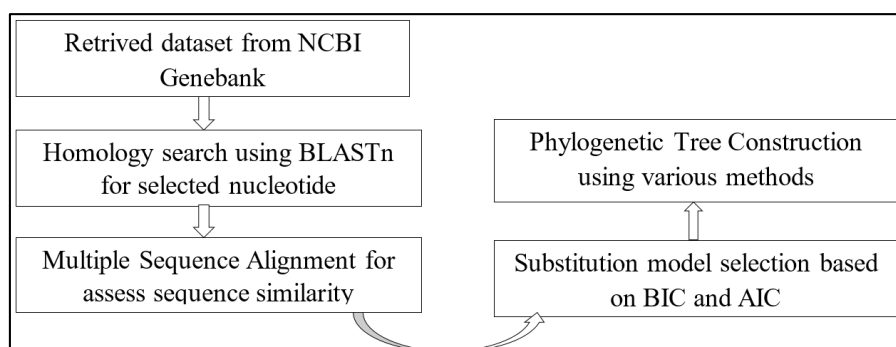 Retrived dataset from NCBI
Genebank
Homology search using BLASTn
for selected nucleotide
Multiple Sequence Alignment for
assess sequence similarity
Substitution model selection based
on BIC and AIC
Phylogenetic Tree Construction
using various methods